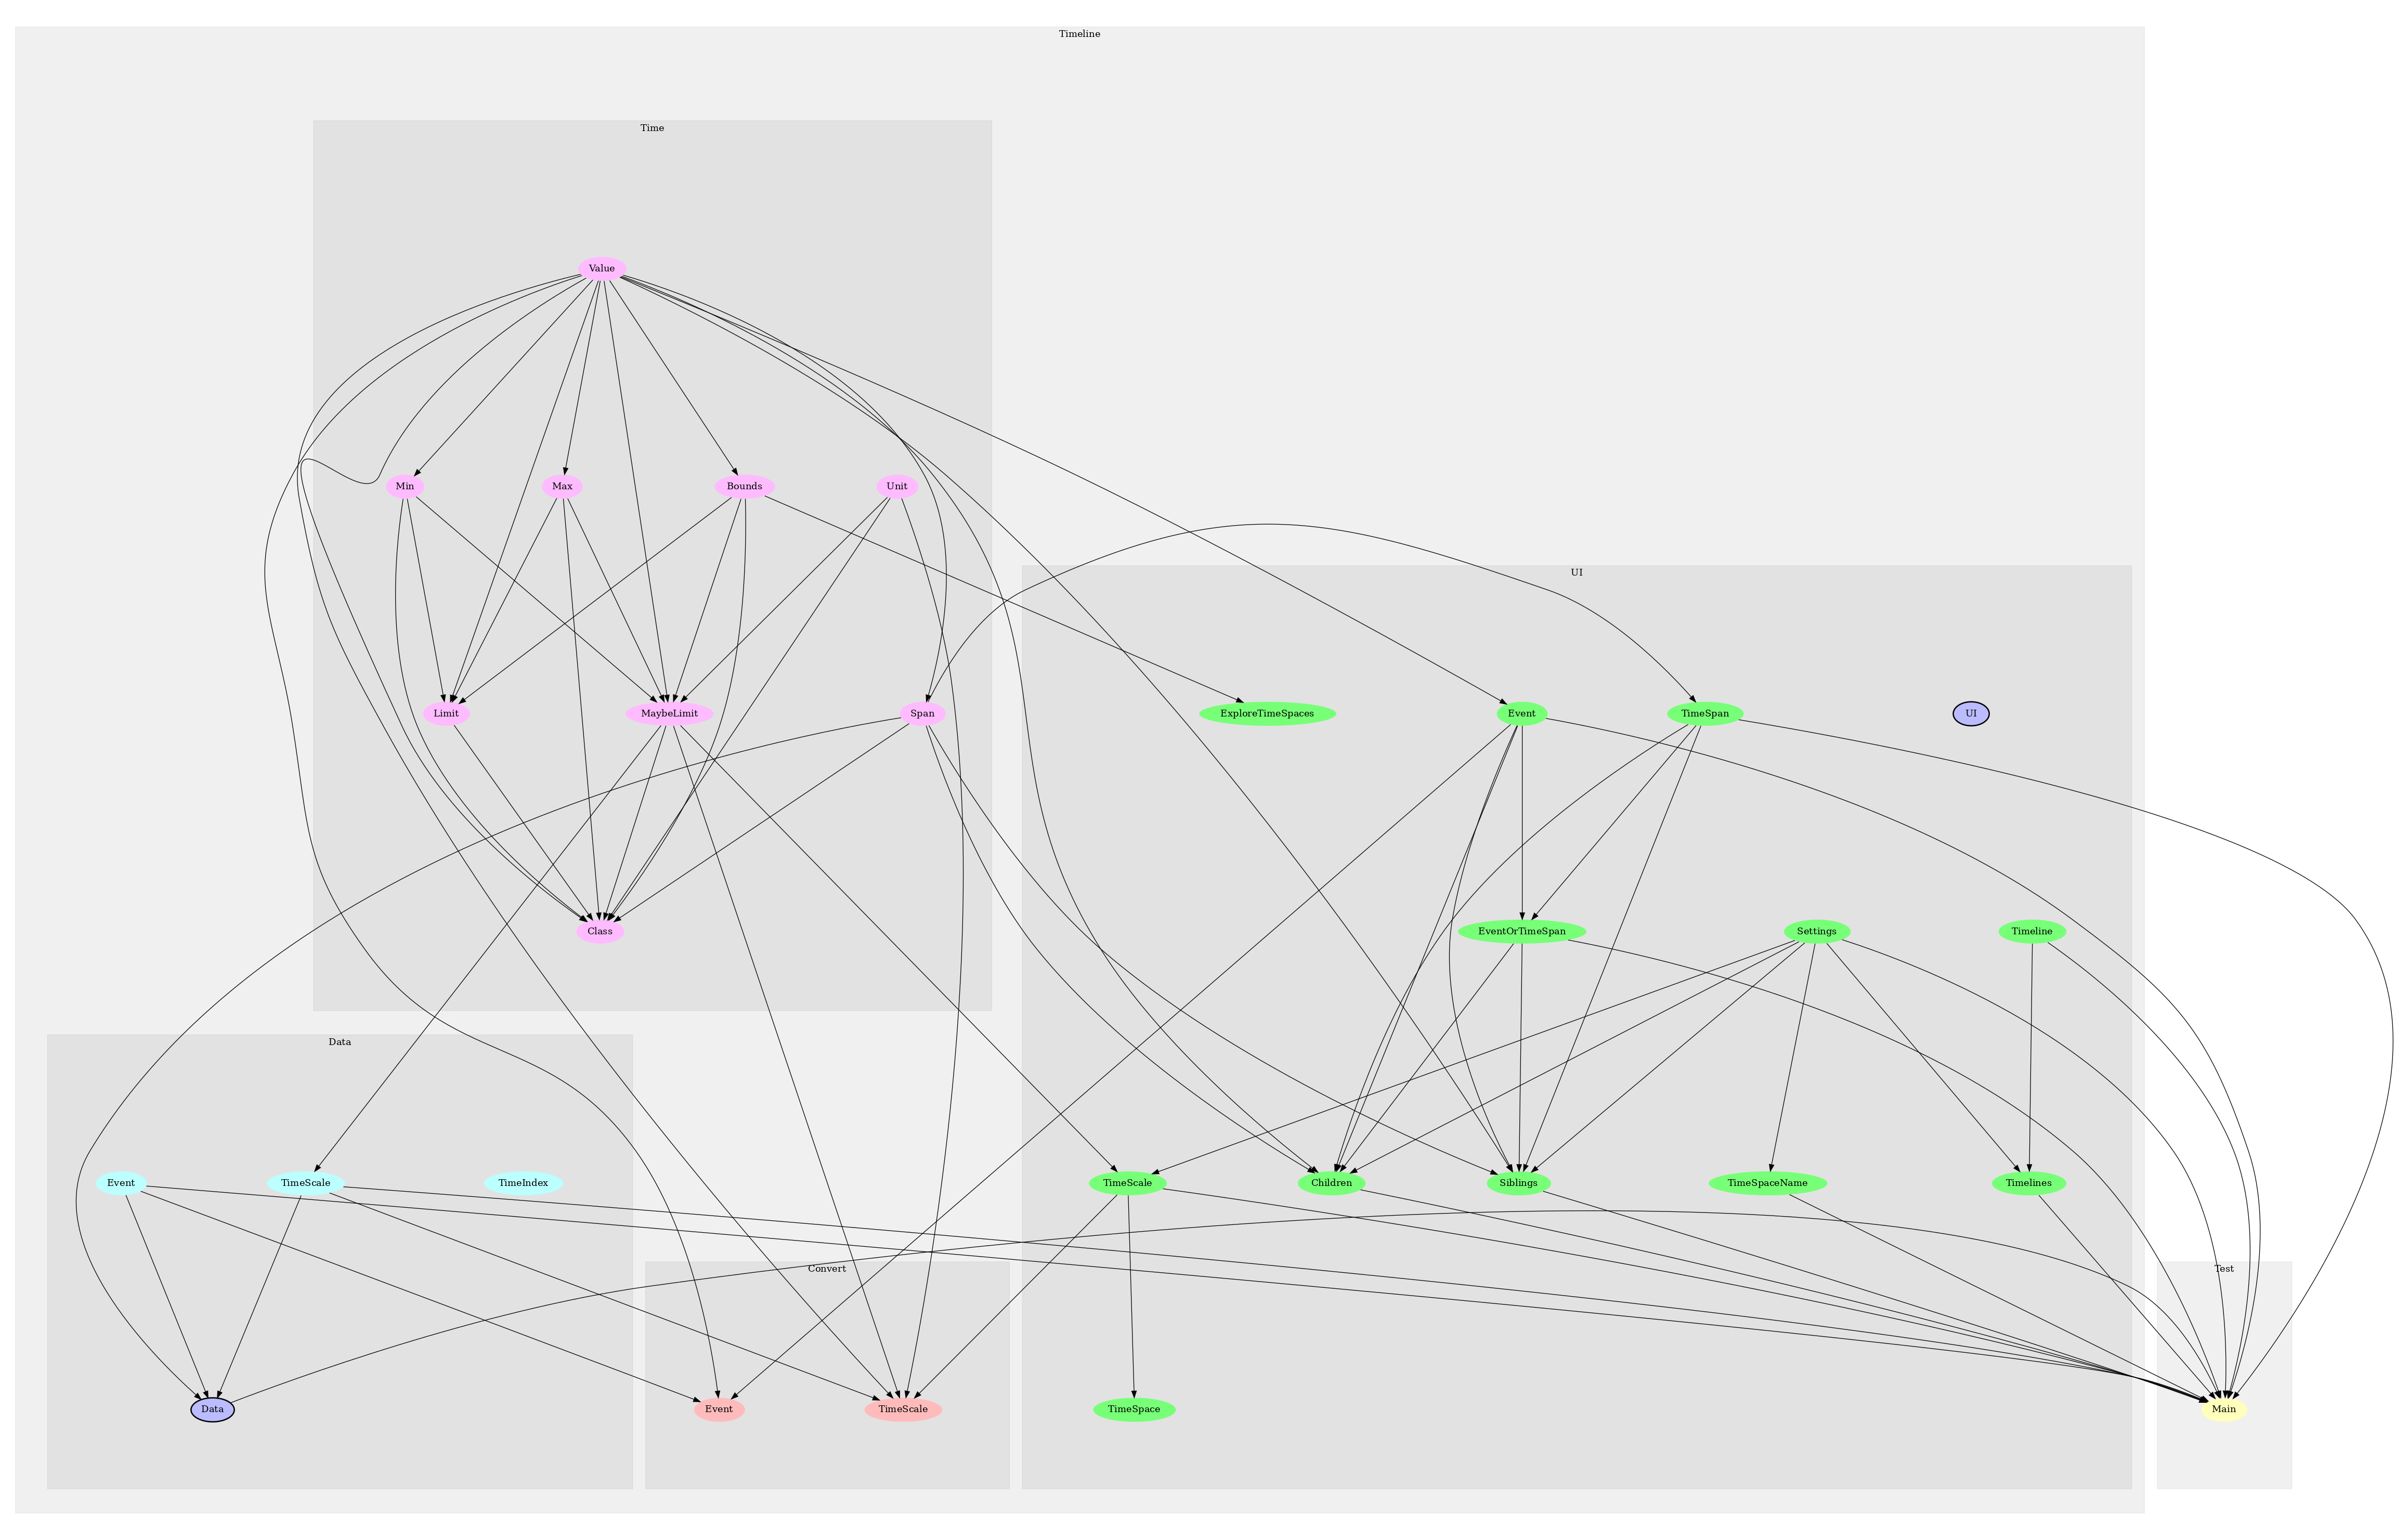 Timeline
Time
Value
Min
Max
Bounds
Unit
UI
Limit
MaybeLimit
Span
ExploreTimeSpaces
Event
TimeSpan
UI
Class
EventOrTimeSpan
Settings
Timeline
Data
Event
TimeScale
TimeIndex
TimeScale
Children
Siblings
TimeSpaceName
Timelines
Convert
Test
Data
Event
TimeScale
TimeSpace
Main